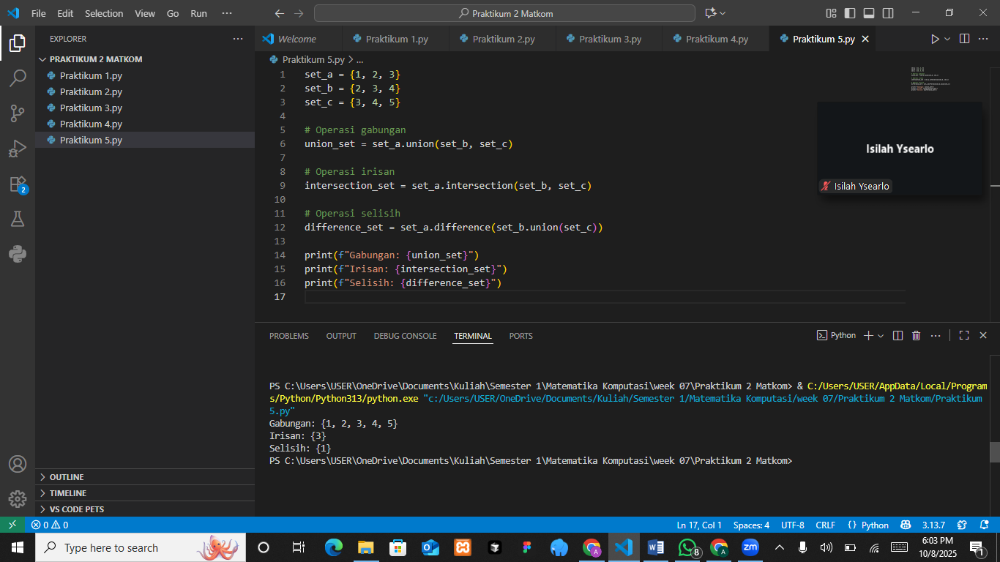 File Edit Selection View Go Run ···
Praktikum 2 Matkom
EXPLORER
PRAKTIKUM 2 MATKOM
Praktikum 1.py
Praktikum 2.py
Praktikum 3.py
Praktikum 4.py
Praktikum 5.py
OUTLINE
TIMELINE
VS CODE PETS
2
Welcome Praktikum 1.py Praktikum 2.py Praktikum 3.py Praktikum 4.py Praktikum 5.py
Praktikum 5.py > ...
1 set_a = {1, 2, 3}
2 set_b = {2, 3, 4}
3 set_c = {3, 4, 5}
4
5 # Operasi gabungan
6 union_set = set_a.union(set_b, set_c)
7
8 # Operasi irisan
9 intersection_set = set_a.intersection(set_b, set_c)
10
11 # Operasi selisih
12 difference_set = set_a.difference(set_b.union(set_c))
13
14 print(f"Gabungan: {union_set}")
15 print(f"Irisan: {intersection_set}")
16 print(f"Selisih: {difference_set}")
17
Isilah Ysearlo
Isilah Ysearlo
PROBLEMS OUTPUT DEBUG CONSOLE TERMINAL PORTS
Python
PS C:\Users\USER\OneDrive\Documents\Kuliah\Semester 1\Matematika Komputasi\week 07\Praktikum 2 Matkom> & C:/Users/USER/AppData/Local/Program
s/Python/Python313/python.exe "c:/Users/USER/OneDrive/Documents/Kuliah/Semester 1/Matematika Komputasi/week 07/Praktikum 2 Matkom/Praktikum
5.py"
Gabungan: {1, 2, 3, 4, 5}
Irisan: {3}
Selisih: {1}
PS C:\Users\USER\OneDrive\Documents\Kuliah\Semester 1\Matematika Komputasi\week 07\Praktikum 2 Matkom>
0 0
Ln 17, Col 1 Spaces: 4 UTF-8 CRLF {} Python 3.13.7
Type here to search
A
W
8
A
zm
6:03 PM
10/8/2025
1